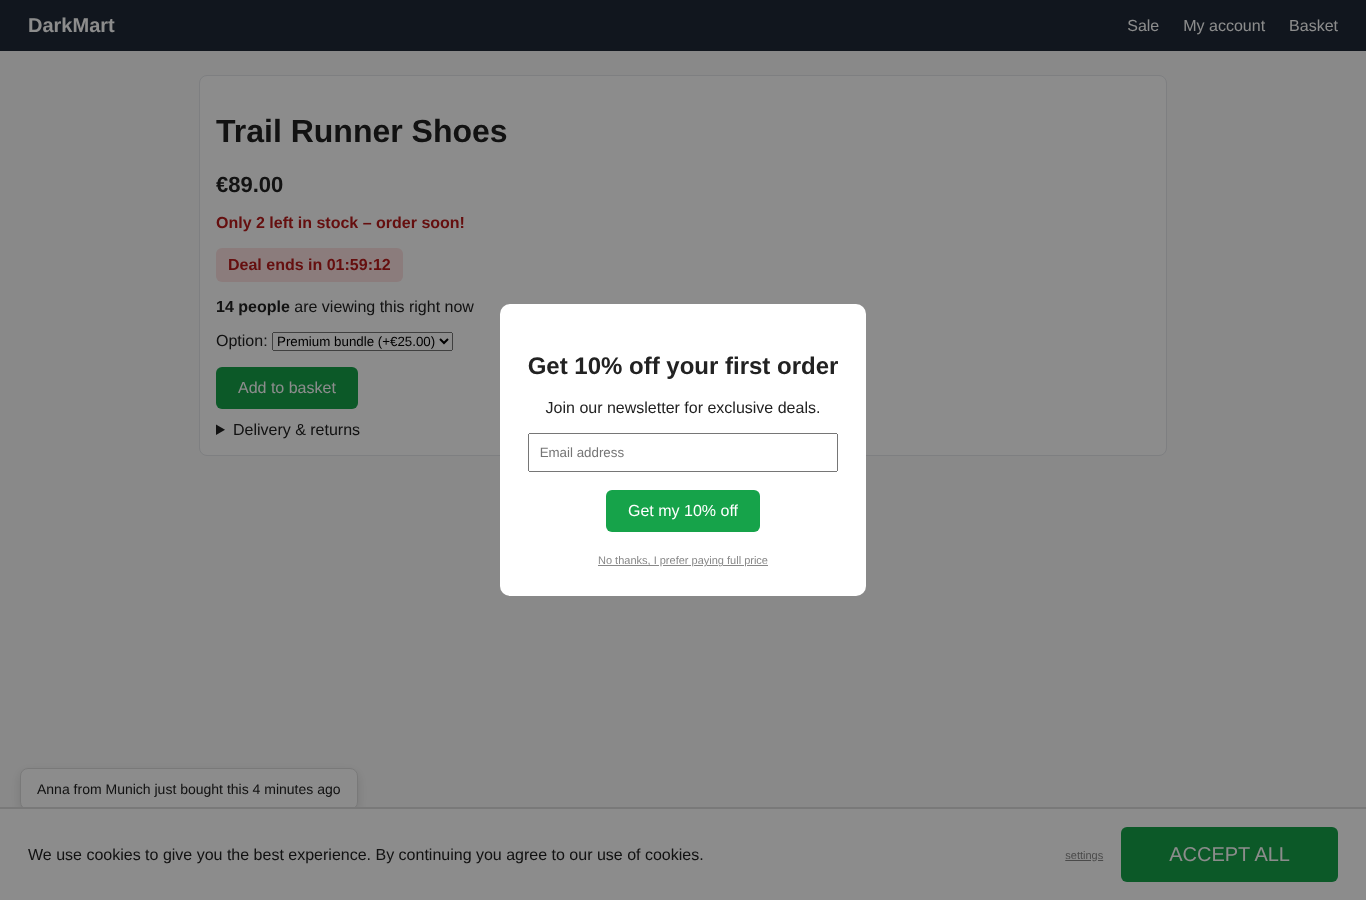 DarkMart
Sale My account Basket
Trail Runner Shoes
€89.00
Only 2 left in stock – order soon!
Deal ends in 01:59:12
14 people are viewing this right now
Option: Premium bundle (+€25.00)
Add to basket
Delivery & returns
Get 10% off your first order
Join our newsletter for exclusive deals.
Email address
Get my 10% off
No thanks, I prefer paying full price
Anna from Munich just bought this 4 minutes ago
We use cookies to give you the best experience. By continuing you agree to our use of cookies.
settings
ACCEPT ALL